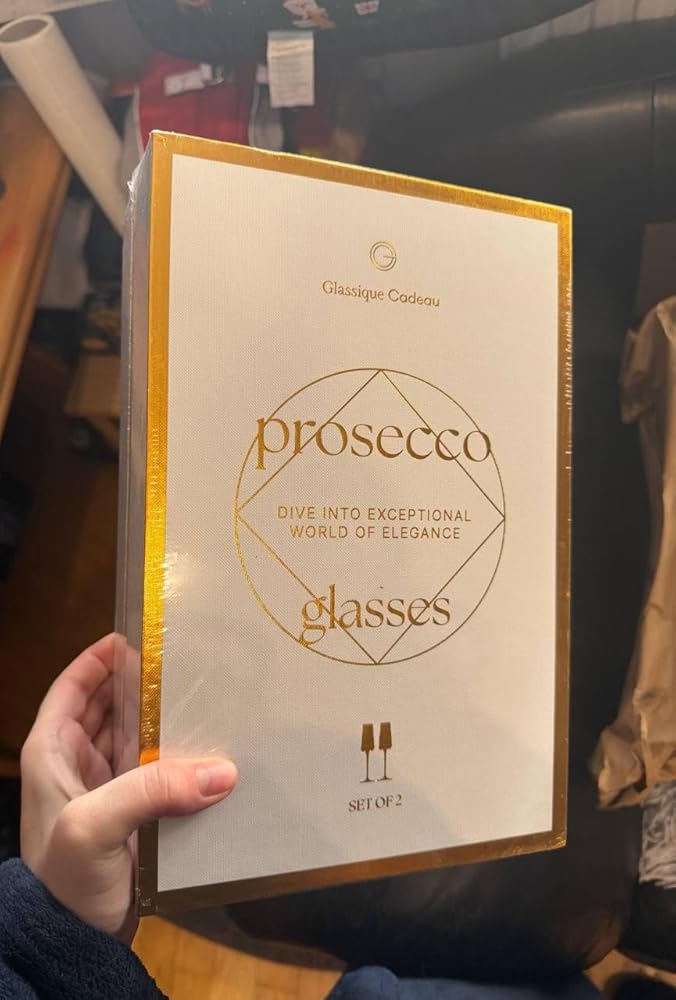 Glassique Cadeau
prosecco
DIVE INTO EXCEPTIONAL
WORLD OF ELEGANCE
glasses
SET OF 2